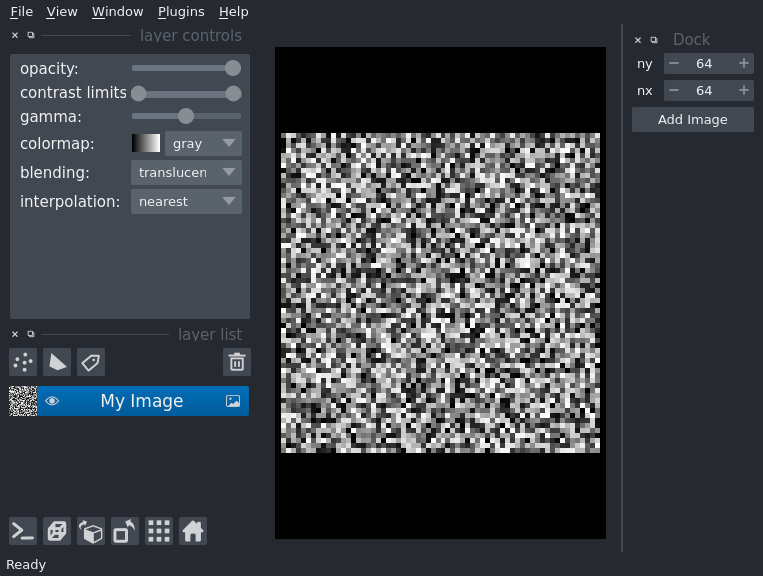 File View Window Plugins Help
layer controls
opacity:
contrast limits
gamma:
colormap: gray
blending: translucen
interpolation: nearest
layer list
My Image
Ready
Dock
ny 64
nx 64
Add Image